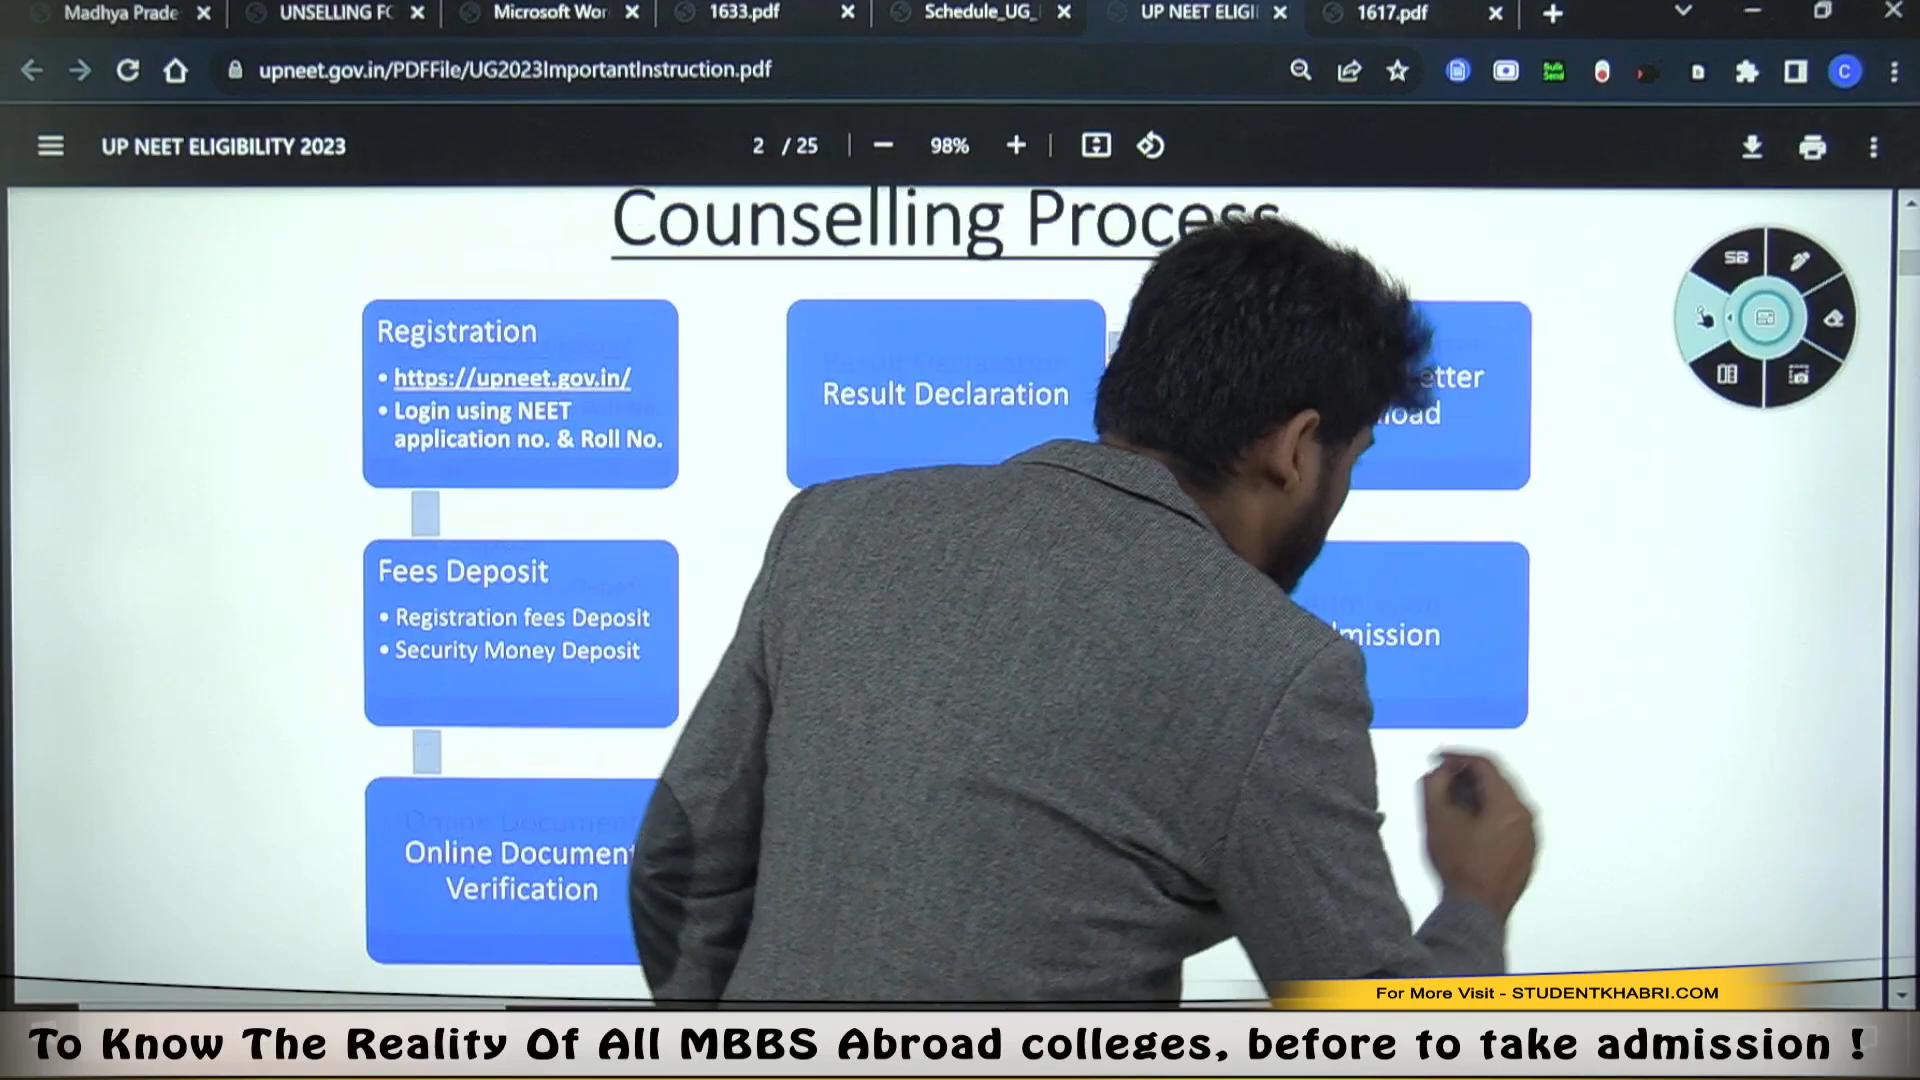 Madhya Prade
UNSELLING FC
Microsoft Wor
1633.pdf
Schedule_UG_
UP NEET ELIGI
1617.pdf
upneet.gov.in/PDFFile/UG2023ImportantInstruction.pdf
C
UP NEET ELIGIBILITY 2023
2 / 25
98%
Counselling Process
SB
Registration
• https://upneet.gov.in/
• Login using NEET
application no. & Roll No.
Result Declaration
etter
load
Fees Deposit
• Registration fees Deposit
• Security Money Deposit
mission
Online Document
Verification
For More Visit - STUDENTKHABRI.COM
To Know The Reality Of All MBBS Abroad colleges, before to take admission !